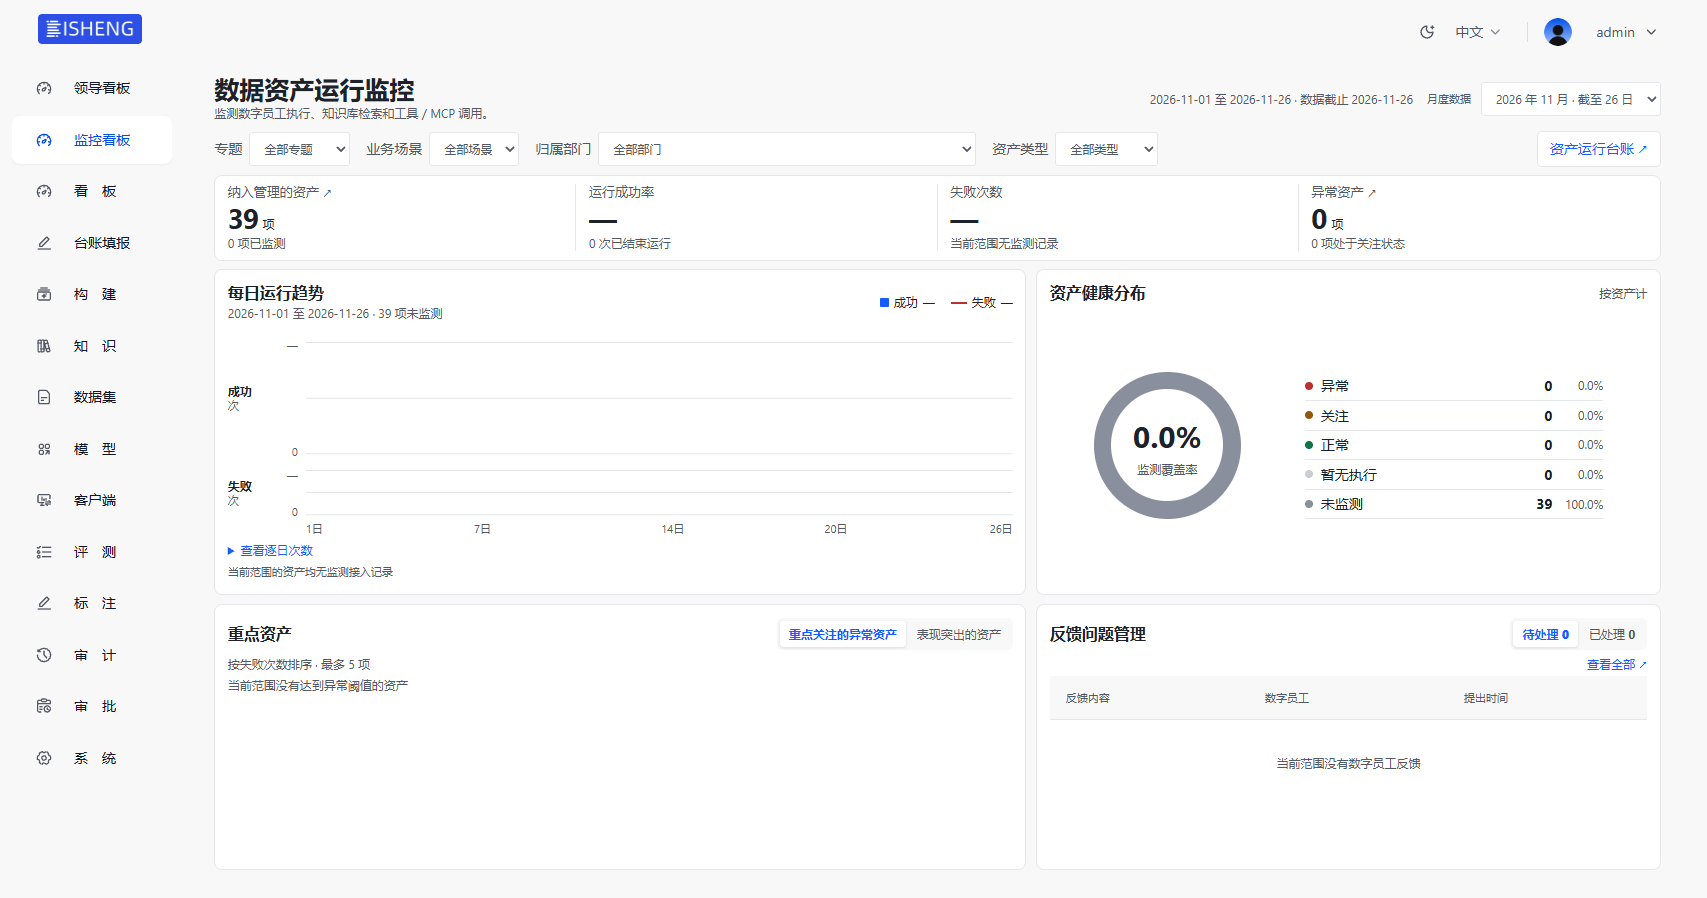 ISHENG
中文
admin
领导看板
监控看板
看 板
台账填报
构 建
知 识
数据集
模 型
客户端
评 测
标 注
审 计
审 批
系 统
数据资产运行监控
监测数字员工执行、知识库检索和工具 / MCP 调用。
2026-11-01 至 2026-11-26 · 数据截止 2026-11-26 月度数据 2026 年 11 月 · 截至 26 日
专题 全部专题 业务场景 全部场景 归属部门 全部部门 资产类型 全部类型 资产运行台账 ↗
纳入管理的资产 ↗
39 项
0 项已监测
运行成功率
—
0 次已结束运行
失败次数
—
当前范围无监测记录
异常资产 ↗
0 项
0 项处于关注状态
每日运行趋势
2026-11-01 至 2026-11-26 · 39 项未监测
成功 — 失败 —
—
成功
次
0
—
失败
次
0
1日 7日 14日 20日 26日
▶ 查看逐日次数
当前范围的资产均无监测接入记录
资产健康分布
按资产计
0.0%
监测覆盖率
异常 0 0.0%
关注 0 0.0%
正常 0 0.0%
暂无执行 0 0.0%
未监测 39 100.0%
重点资产
重点关注的异常资产 表现突出的资产
按失败次数排序 · 最多 5 项
当前范围没有达到异常阈值的资产
反馈问题管理
待处理 0 已处理 0
查看全部 ↗
反馈内容 数字员工 提出时间
当前范围没有数字员工反馈